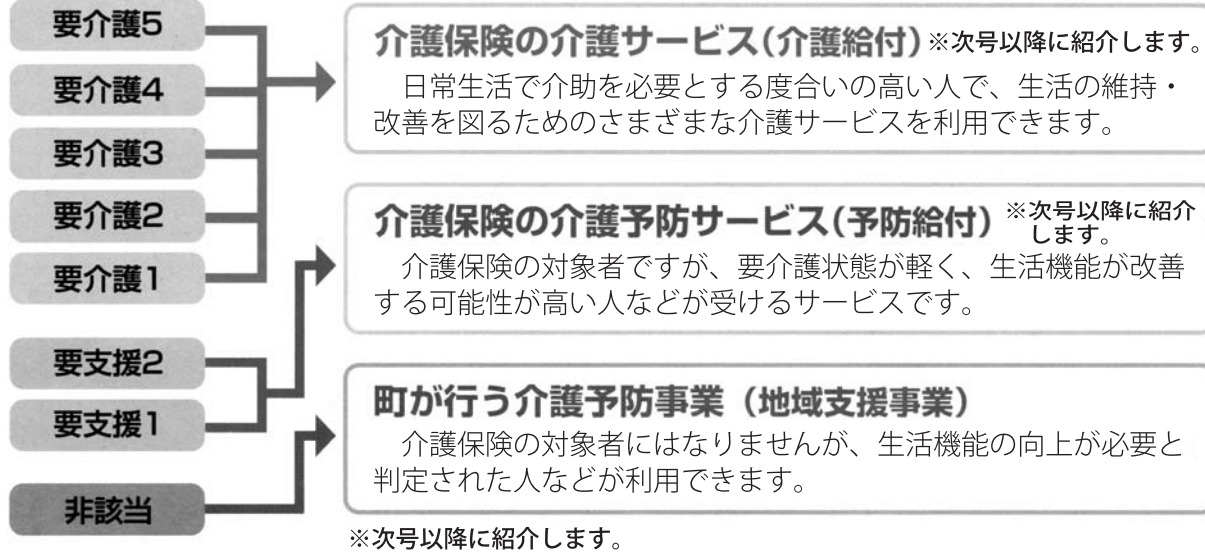 要介護5
要介護4
要介護3
要介護2
要介護1
要支援2
要支援1
非該当
介護保険の介護サービス(介護給付)※次号以降に紹介します。
日常生活で介助を必要とする度合いの高い人で、生活の維持・
改善を図るためのさまざまな介護サービスを利用できます。
介護保険の介護予防サービス(予防給付)※次号以降に紹介
します。
介護保険の対象者ですが、要介護状態が軽く、生活機能が改善
する可能性が高い人などが受けるサービスです。
町が行う介護予防事業（地域支援事業）
介護保険の対象者にはなりませんが、生活機能の向上が必要と
判定された人などが利用できます。
※次号以降に紹介します。